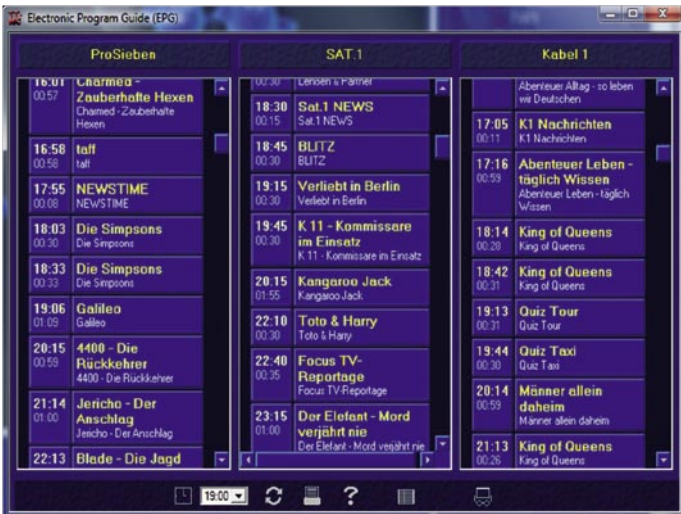 Electronic Program Guide (EPG)
ProSieben
16:01 Charmed -
00:57 Zauberhafte Hexen
Charmed - Zauberhafte
Hexen
16:58 taff
00:58 taff
17:55 NEWSTIME
00:08 NEWSTIME
18:03 Die Simpsons
00:30 Die Simpsons
18:33 Die Simpsons
00:33 Die Simpsons
19:06 Galileo
01:09 Galileo
20:15 4400 - Die
00:59 Rückkehrer
4400 - Die Rückkehrer
21:14 Jericho - Der
01:00 Anschlag
Jericho - Der Anschlag
22:13 Blade - Die Jagd
SAT.1
00:30 Lenßen & Partner
18:30 Sat.1 NEWS
00:15 Sat.1 NEWS
18:45 BLITZ
00:30 BLITZ
19:15 Verliebt in Berlin
00:30 Verliebt in Berlin
19:45 K 11 - Kommissare
00:30 im Einsatz
K 11 - Kommissare im Einsatz
20:15 Kangaroo Jack
01:55 Kangaroo Jack
22:10 Toto & Harry
00:30 Toto & Harry
22:40 Focus TV-
00:35 Reportage
Focus TV-Reportage
23:15 Der Elefant - Mord
01:00 verjährt nie
Der Elefant - Mord verjährt nie
Kabel 1
Abenteuer Alltag - so leben
wir Deutschen
17:05 K1 Nachrichten
00:11 K1 Nachrichten
17:16 Abenteuer Leben -
00:59 täglich Wissen
Abenteuer Leben - täglich
Wissen
18:14 King of Queens
00:28 King of Queens
18:42 King of Queens
00:31 King of Queens
19:13 Quiz Tour
00:31 Quiz Tour
19:44 Quiz Taxi
00:30 Quiz Taxi
20:14 Männer allein
00:59 daheim
Männer allein daheim
21:13 King of Queens
00:26 King of Queens
19:00
?